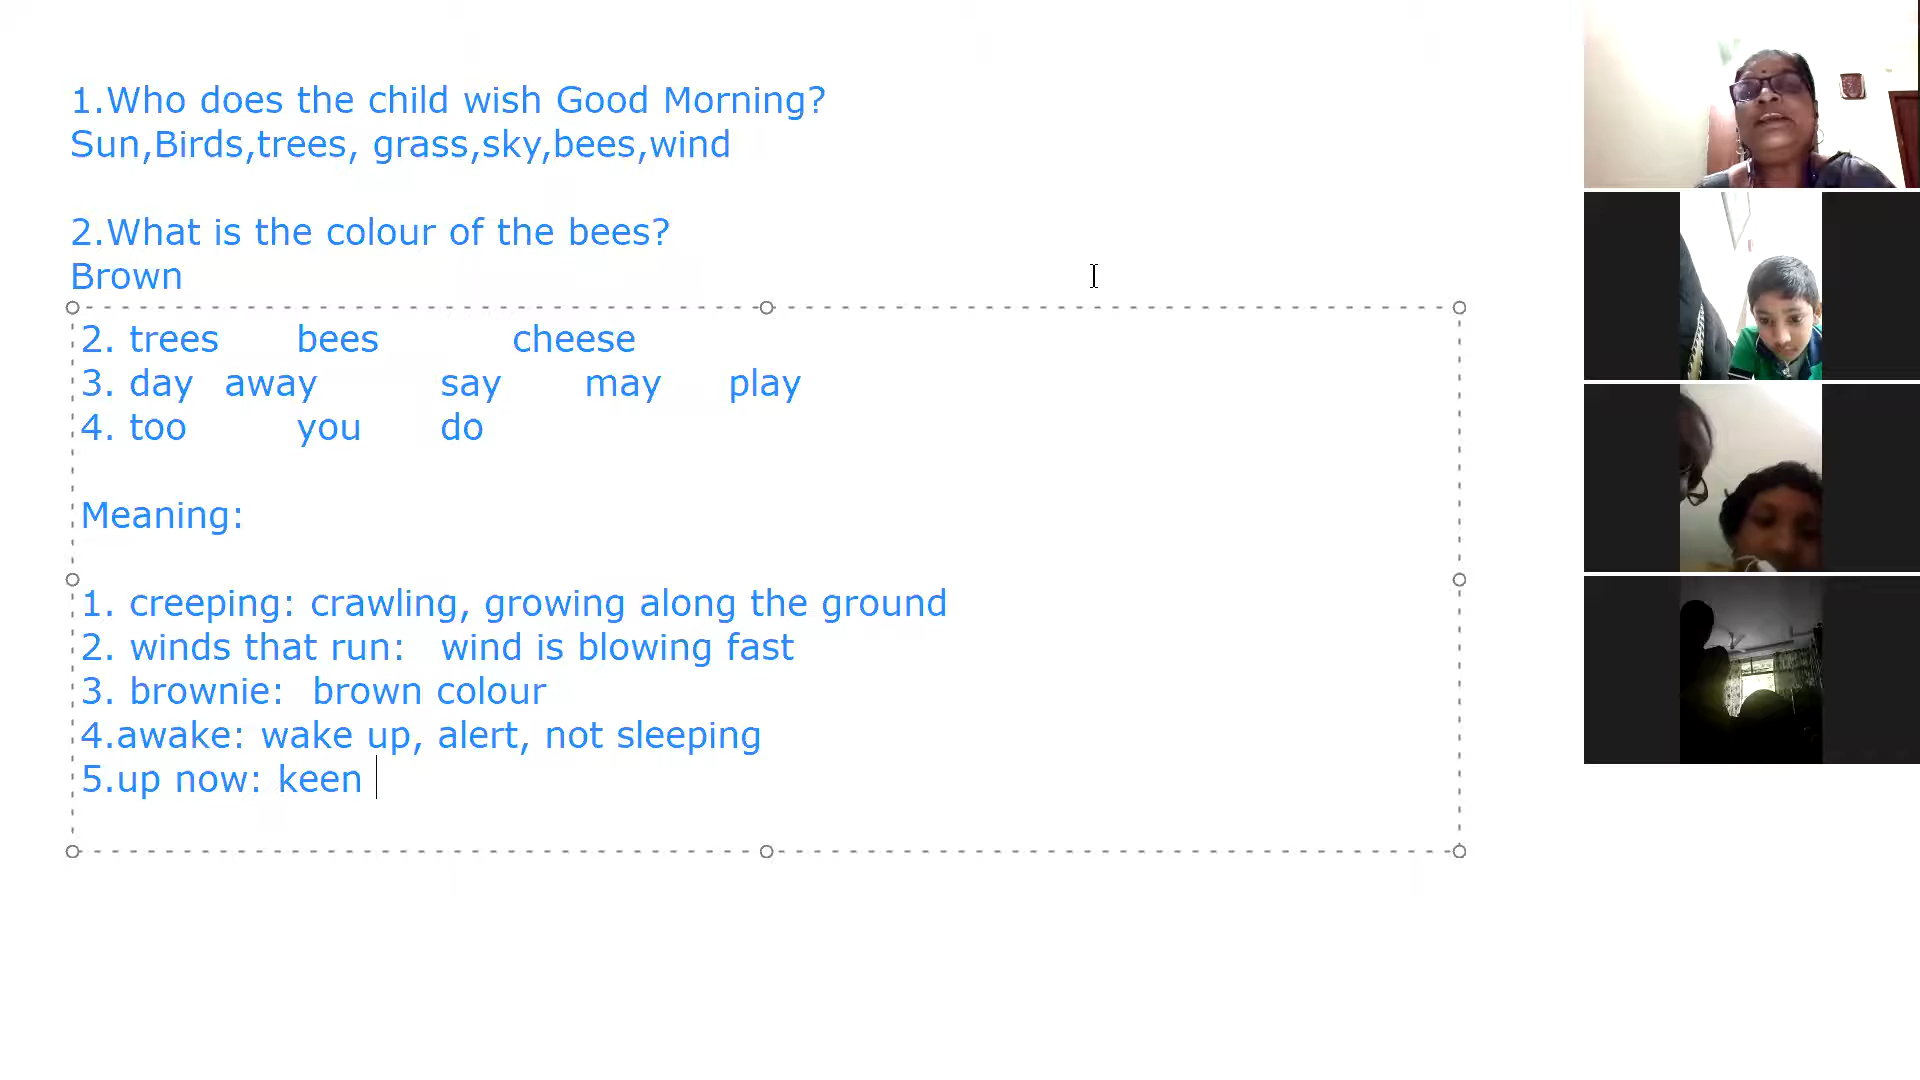 1.Who does the child wish Good Morning?
Sun,Birds,trees, grass,sky,bees,wind
2.What is the colour of the bees?
Brown
2. trees bees cheese
3. day away say may play
4. too you do
Meaning:
1. creeping: crawling, growing along the ground
2. winds that run: wind is blowing fast
3. brownie: brown colour
4.awake: wake up, alert, not sleeping
5.up now: keen